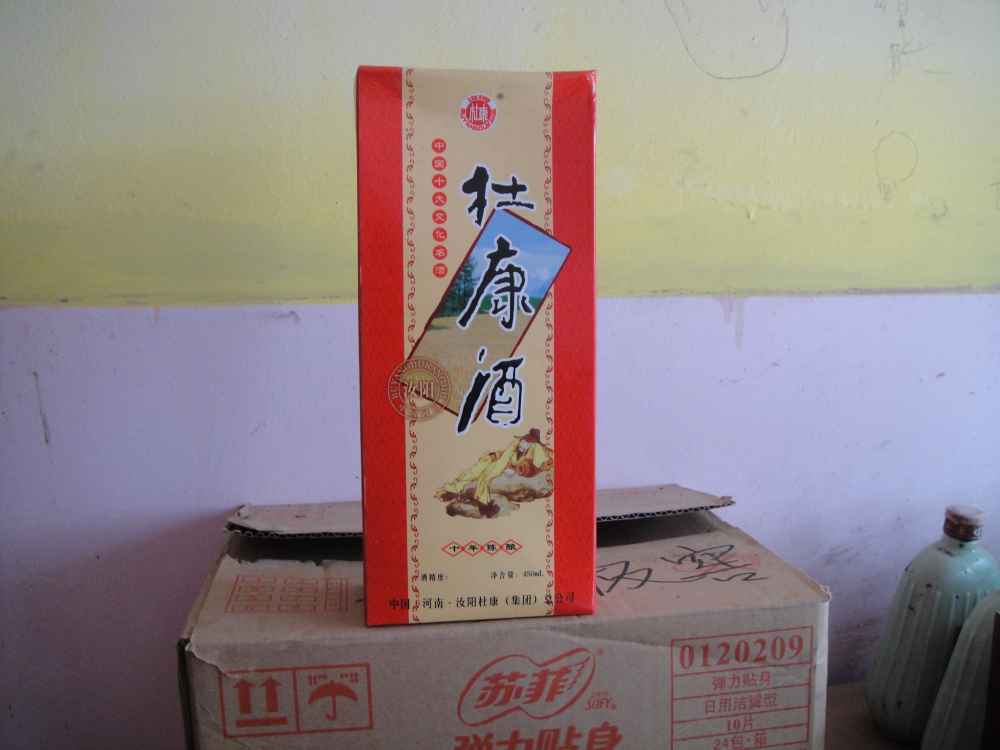 杜康
中国十大文化名酒
杜康酒
汝阳
十年陈酿
酒精度: 净含量: 450mL
中国·河南·汝阳杜康（集团）总公司
苏菲
SOFY
弹力贴身
0120209
弹力贴身
日用洁翼型
10片
24包·箱